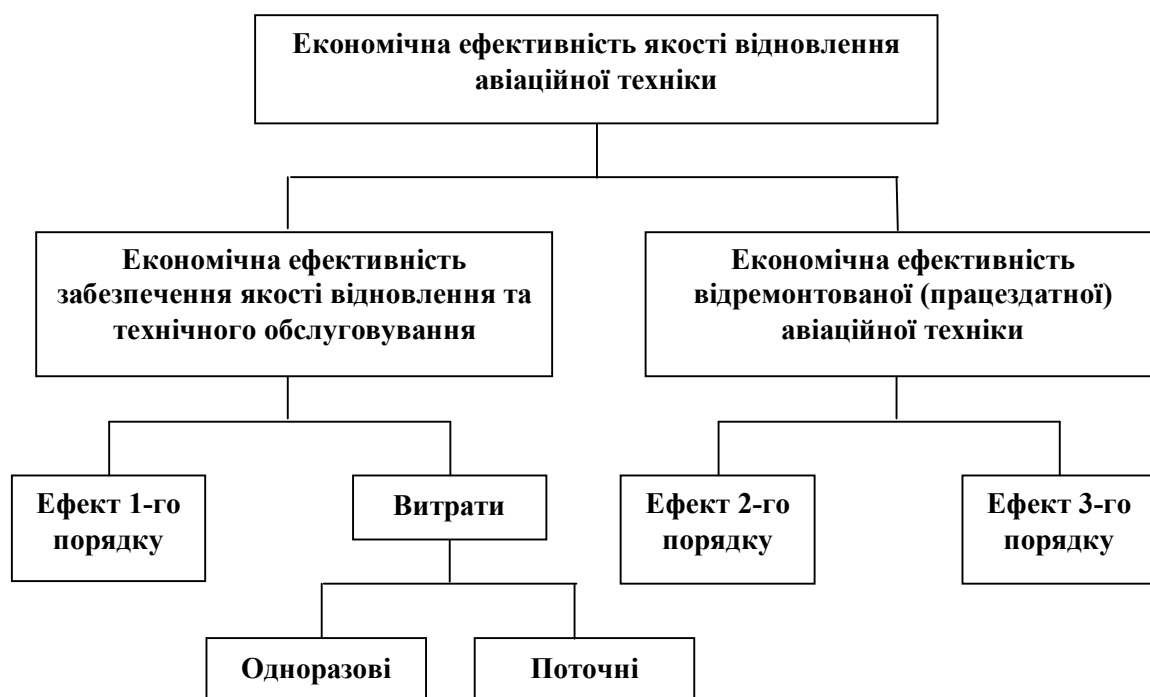 Економічна ефективність якості відновлення
авіаційної техніки
Економічна ефективність
забезпечення якості відновлення та
технічного обслуговування
Економічна ефективність
відремонтованої (працездатної)
авіаційної техніки
Ефект 1-го
порядку
Витрати
Ефект 2-го
порядку
Ефект 3-го
порядку
Одноразові
Поточні